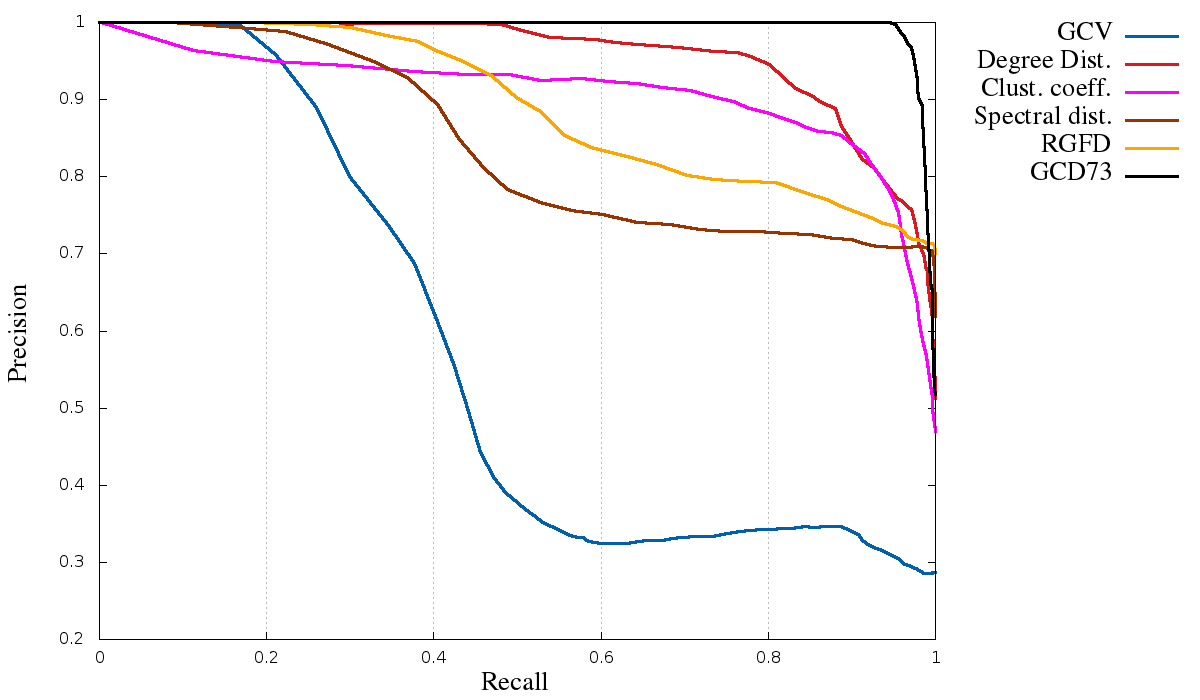 1
0.9
0.8
0.7
0.6
0.5
0.4
0.3
0.2
0 0.2 0.4 0.6 0.8 1
Precision
Recall
GCV
Degree Dist.
Clust. coeff.
Spectral dist.
RGFD
GCD73